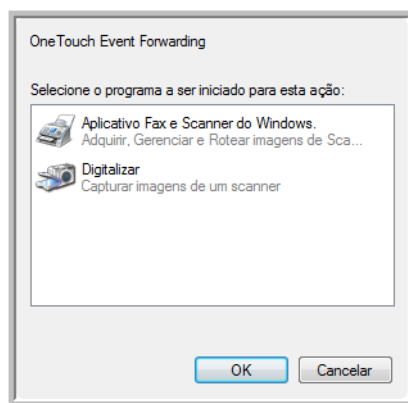 OneTouch Event Forwarding
Selecione o programa a ser iniciado para esta ação:
Aplicativo Fax e Scanner do Windows.
Adquirir, Gerenciar e Rotear imagens de Sca...
Digitalizar
Capturar imagens de um scanner
OK Cancelar